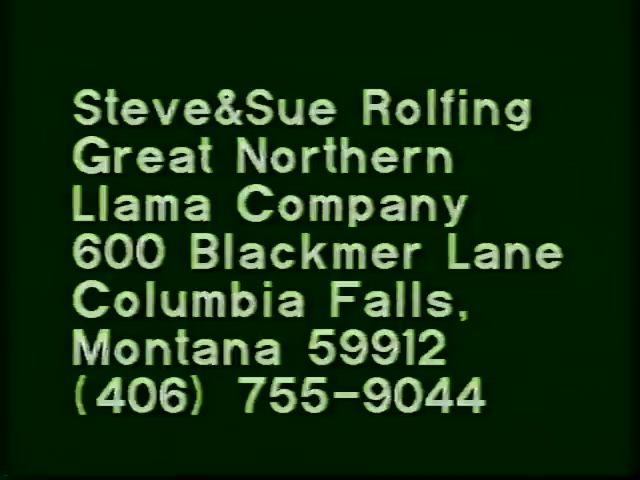 Steve&Sue Rolfing
Great Northern
Llama Company
600 Blackmer Lane
Columbia Falls,
Montana 59912
(406) 755-9044